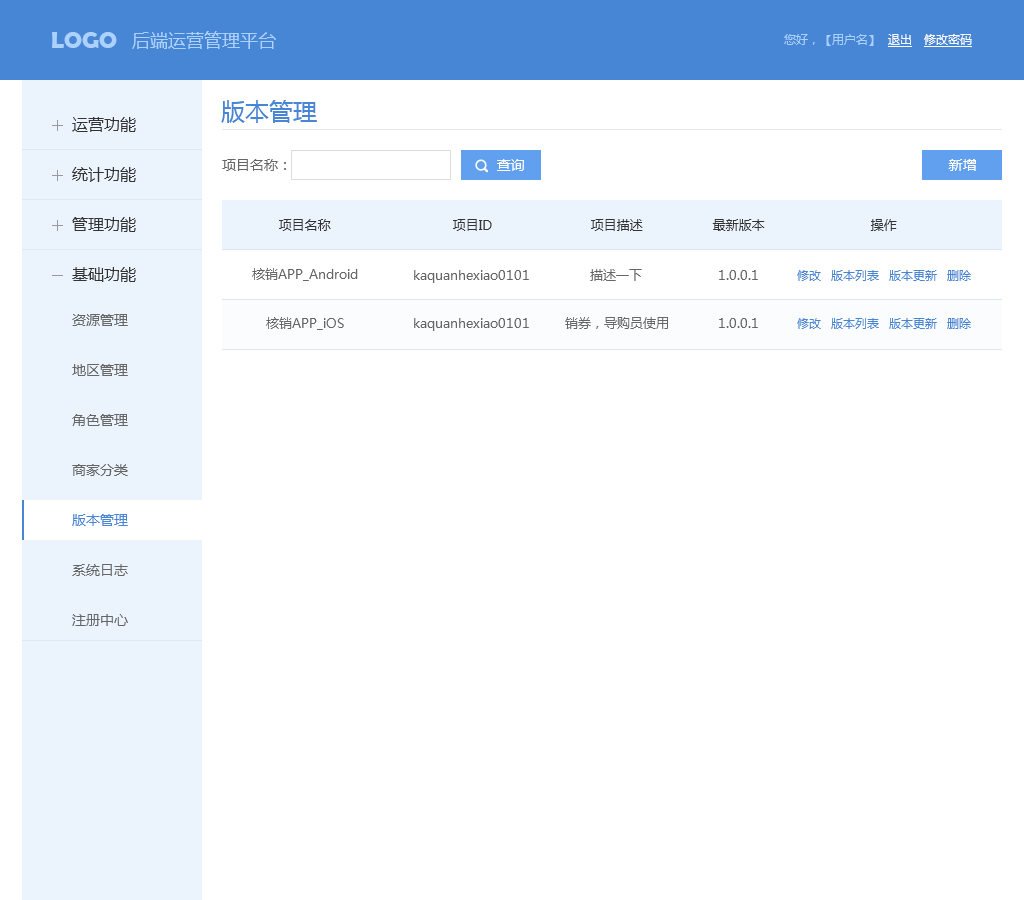 LOGO 后端运营管理平台 您好，【用户名】 退出 修改密码
版本管理
运营功能
统计功能
管理功能
基础功能
资源管理
地区管理
角色管理
商家分类
版本管理
系统日志
注册中心
项目名称： 查询 新增
项目名称 项目ID 项目描述 最新版本 操作
核销APP_Android kaquanhexiao0101 描述一下 1.0.0.1 修改 版本列表 版本更新 删除
核销APP_iOS kaquanhexiao0101 销券，导购员使用 1.0.0.1 修改 版本列表 版本更新 删除